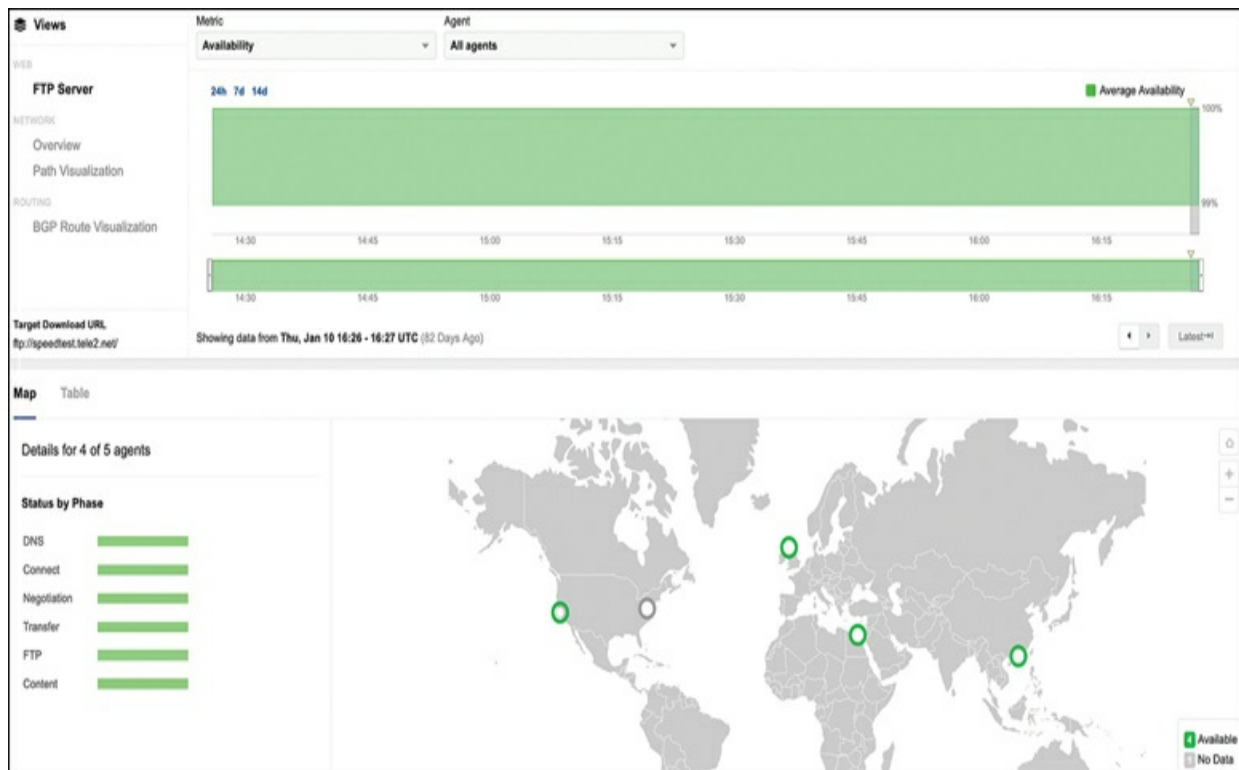 Views
WEB
FTP Server
NETWORK
Overview
Path Visualization
ROUTING
BGP Route Visualization
Target Download URL
ftp://speedtest.tele2.net/
Metric
Availability
Agent
All agents
24h 7d 14d
Average Availability
100%
99%
14:30 14:45 15:00 15:15 15:30 15:45 16:00 16:15
14:30 14:45 15:00 15:15 15:30 15:45 16:00 16:15
Showing data from Thu, Jan 10 16:26 - 16:27 UTC (82 Days Ago)
Latest
Map Table
Details for 4 of 5 agents
Status by Phase
DNS
Connect
Negotiation
Transfer
FTP
Content
4 Available
1 No Data